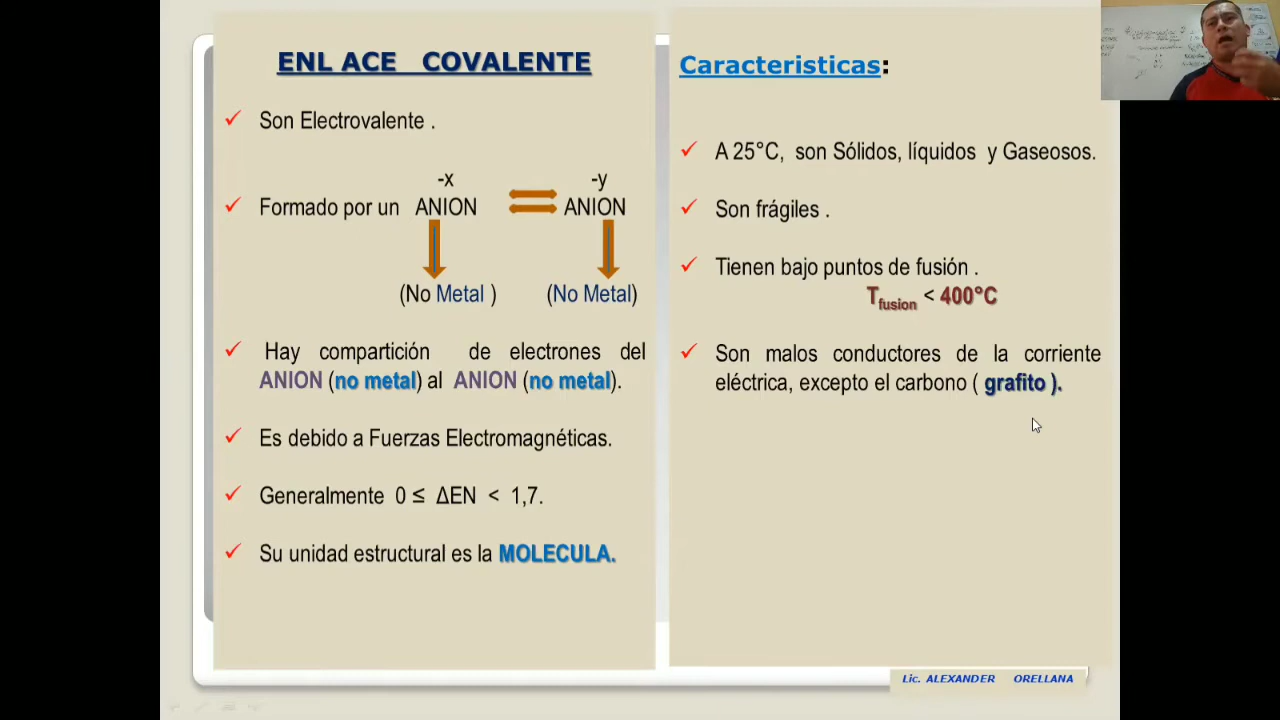 ENL ACE COVALENTE
Son Electrovalente .
-x -y
Formado por un ANION ANION
(No Metal ) (No Metal)
Hay compartición de electrones del
ANION (no metal) al ANION (no metal).
Es debido a Fuerzas Electromagnéticas.
Generalmente 0 ≤ ΔEN < 1,7.
Su unidad estructural es la MOLECULA.
Caracteristicas:
A 25°C, son Sólidos, líquidos y Gaseosos.
Son frágiles .
Tienen bajo puntos de fusión .
Tfusion < 400°C
Son malos conductores de la corriente
eléctrica, excepto el carbono ( grafito ).
Lic. ALEXANDER ORELLANA